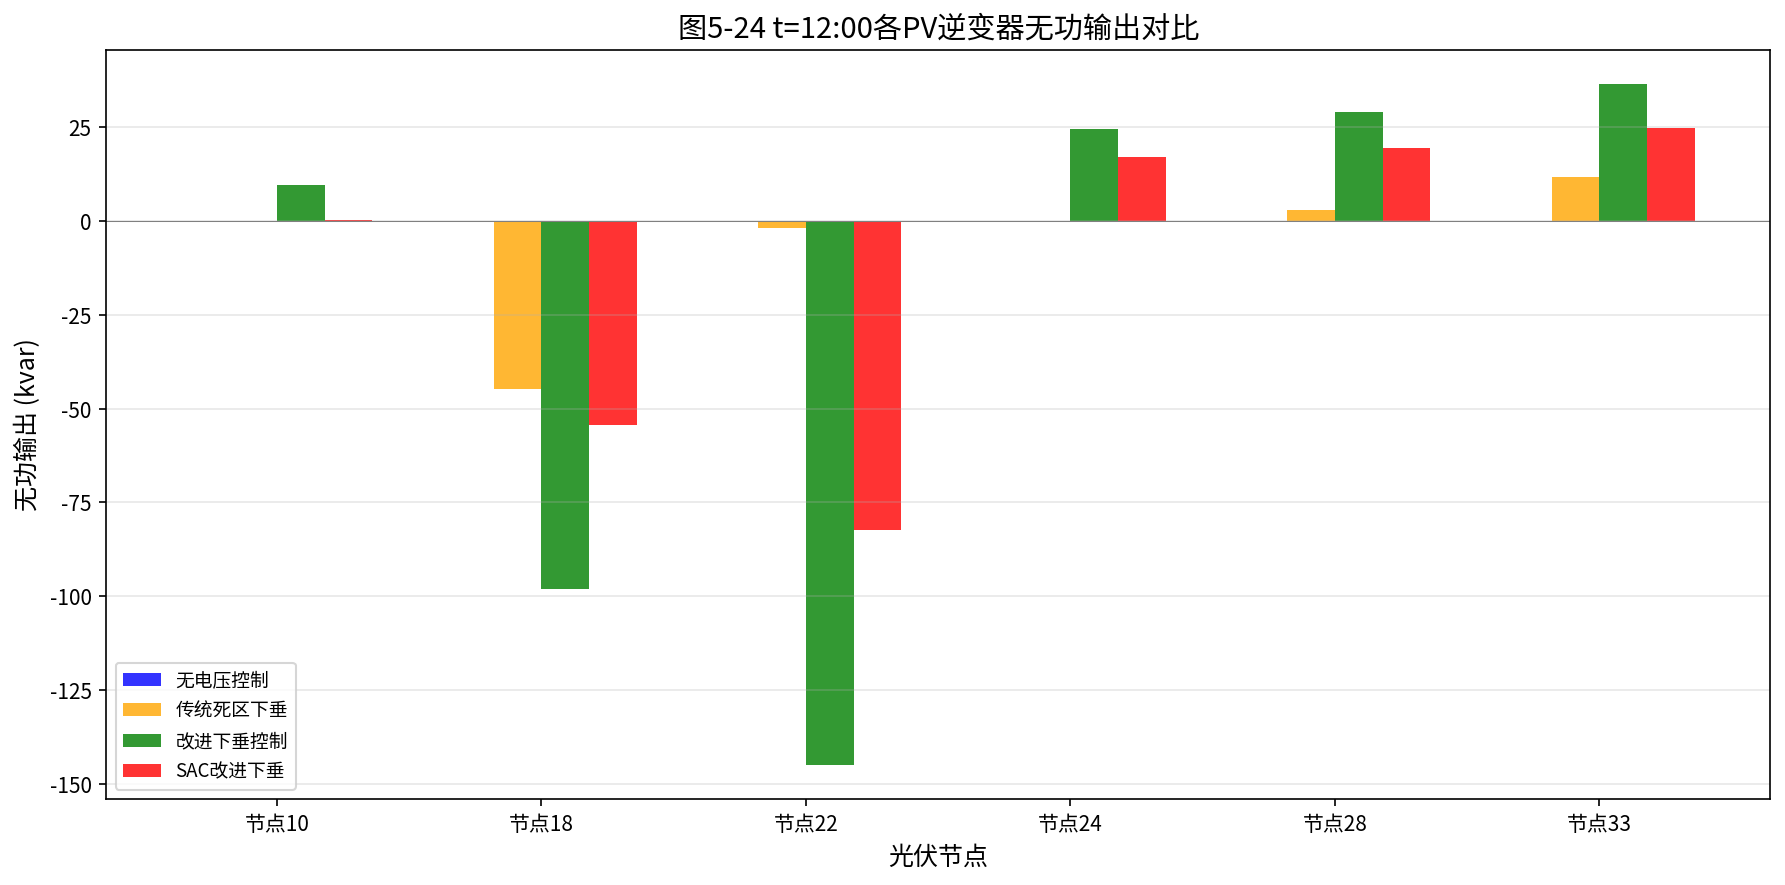 图5-24 t=12:00各PV逆变器无功输出对比
无功输出 (kvar)
25
0
-25
-50
-75
-100
-125
-150
无电压控制
传统死区下垂
改进下垂控制
SAC改进下垂
节点10
节点18
节点22
节点24
节点28
节点33
光伏节点